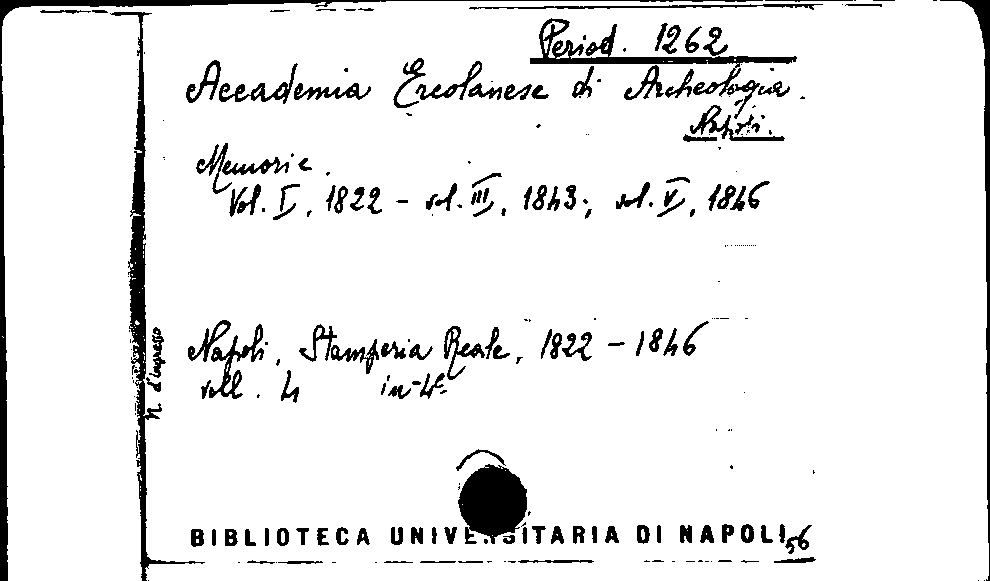 Period. 1262
Accademia Ercolanese di Archeologia.
Napoli.
Memorie.
Vol. I, 1822 - vol. III, 1843; vol. V, 1846
Napoli, Stamperia Reale, 1822 - 1846
voll. 4 in-4°
N. d'ingresso
BIBLIOTECA UNIVERSITARIA DI NAPOLI
56